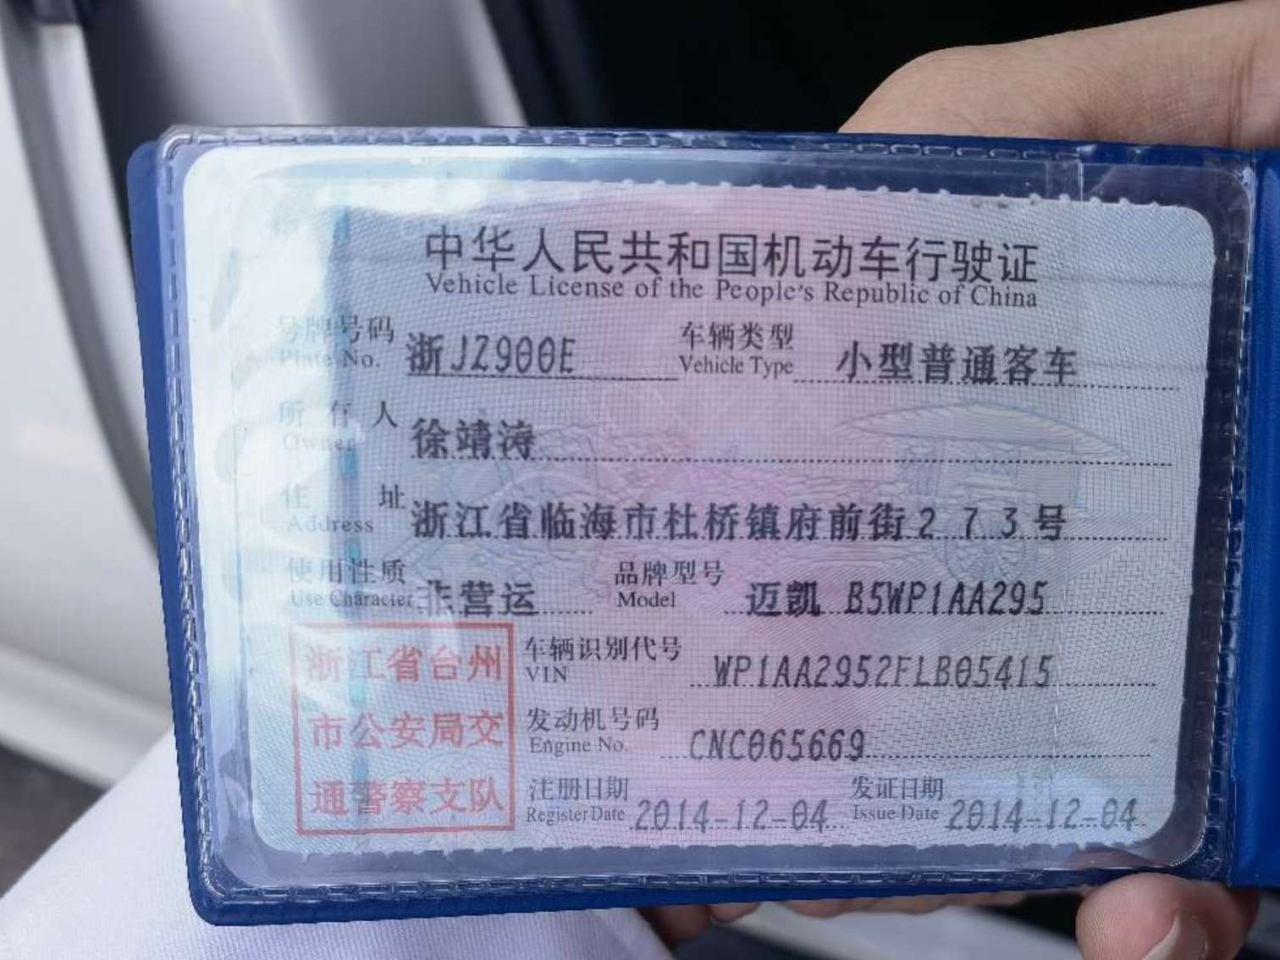 中华人民共和国机动车行驶证
Vehicle License of the People's Republic of China
号牌号码 浙JZ900E 车辆类型 小型普通客车
Plate No. Vehicle Type
所有人 徐靖涛
Owner
住址 浙江省临海市杜桥镇府前街273号
Address
使用性质 非营运 品牌型号 迈凯 B5WP1AA295
Use Character Model
浙江省台州
市公安局交
通警察支队
车辆识别代号 WP1AA2952FLB05415
VIN
发动机号码 CNC065669
Engine No.
注册日期 2014-12-04 发证日期 2014-12-04
Register Date Issue Date